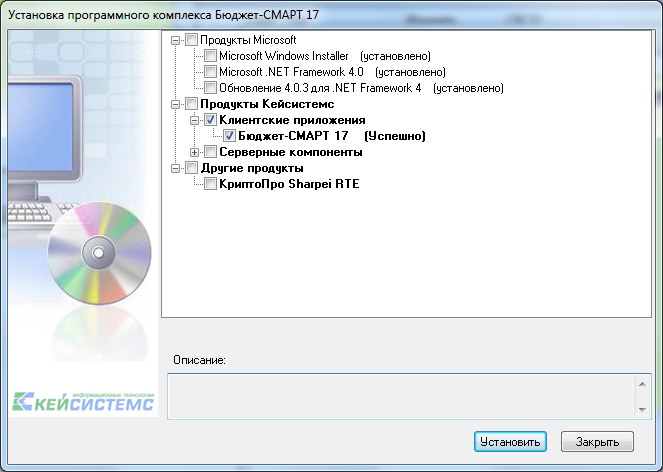 Установка программного комплекса Бюджет-СМАРТ 17
Продукты Microsoft
Microsoft Windows Installer (установлено)
Microsoft .NET Framework 4.0 (установлено)
Обновление 4.0.3 для .NET Framework 4 (установлено)
Продукты Кейсистемс
Клиентские приложения
Бюджет-СМАРТ 17 (Успешно)
Серверные компоненты
Другие продукты
КриптоПро Sharpei RTE
Описание:
информационные технологии
КЕЙСИСТЕМС
Установить Закрыть